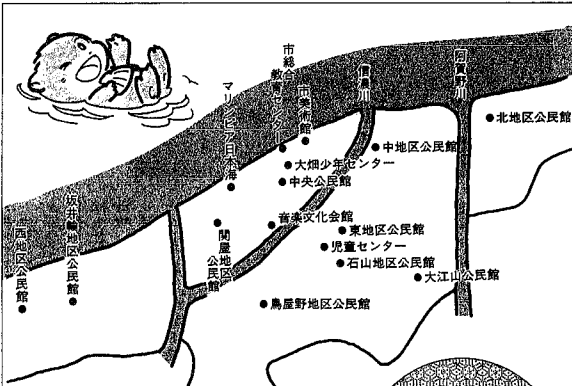 市総合
教育センター
市美術館
マリンピア日本海
信濃川
阿賀野川
北地区公民館
中地区公民館
大畑少年センター
中央公民館
音楽文化会館
関屋地区
公民館
東地区公民館
児童センター
石山地区公民館
大江山公民館
鳥屋野地区公民館
坂井輪地区公民館
西地区公民館